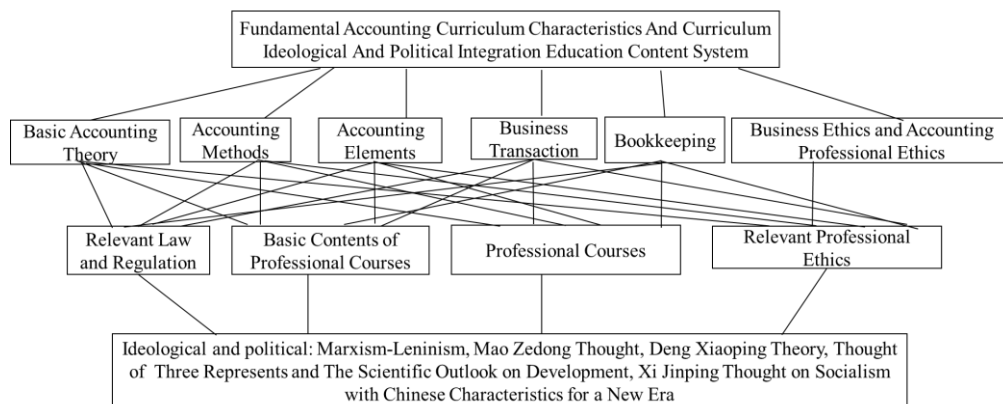 Fundamental Accounting Curriculum Characteristics And Curriculum
Ideological And Political Integration Education Content System
Basic Accounting
Theory
Accounting
Methods
Accounting
Elements
Business
Transaction
Bookkeeping
Business Ethics and Accounting
Professional Ethics
Relevant Law
and Regulation
Basic Contents of
Professional Courses
Professional Courses
Relevant Professional
Ethics
Ideological and political: Marxism-Leninism, Mao Zedong Thought, Deng Xiaoping Theory, Thought
of Three Represents and The Scientific Outlook on Development, Xi Jinping Thought on Socialism
with Chinese Characteristics for a New Era